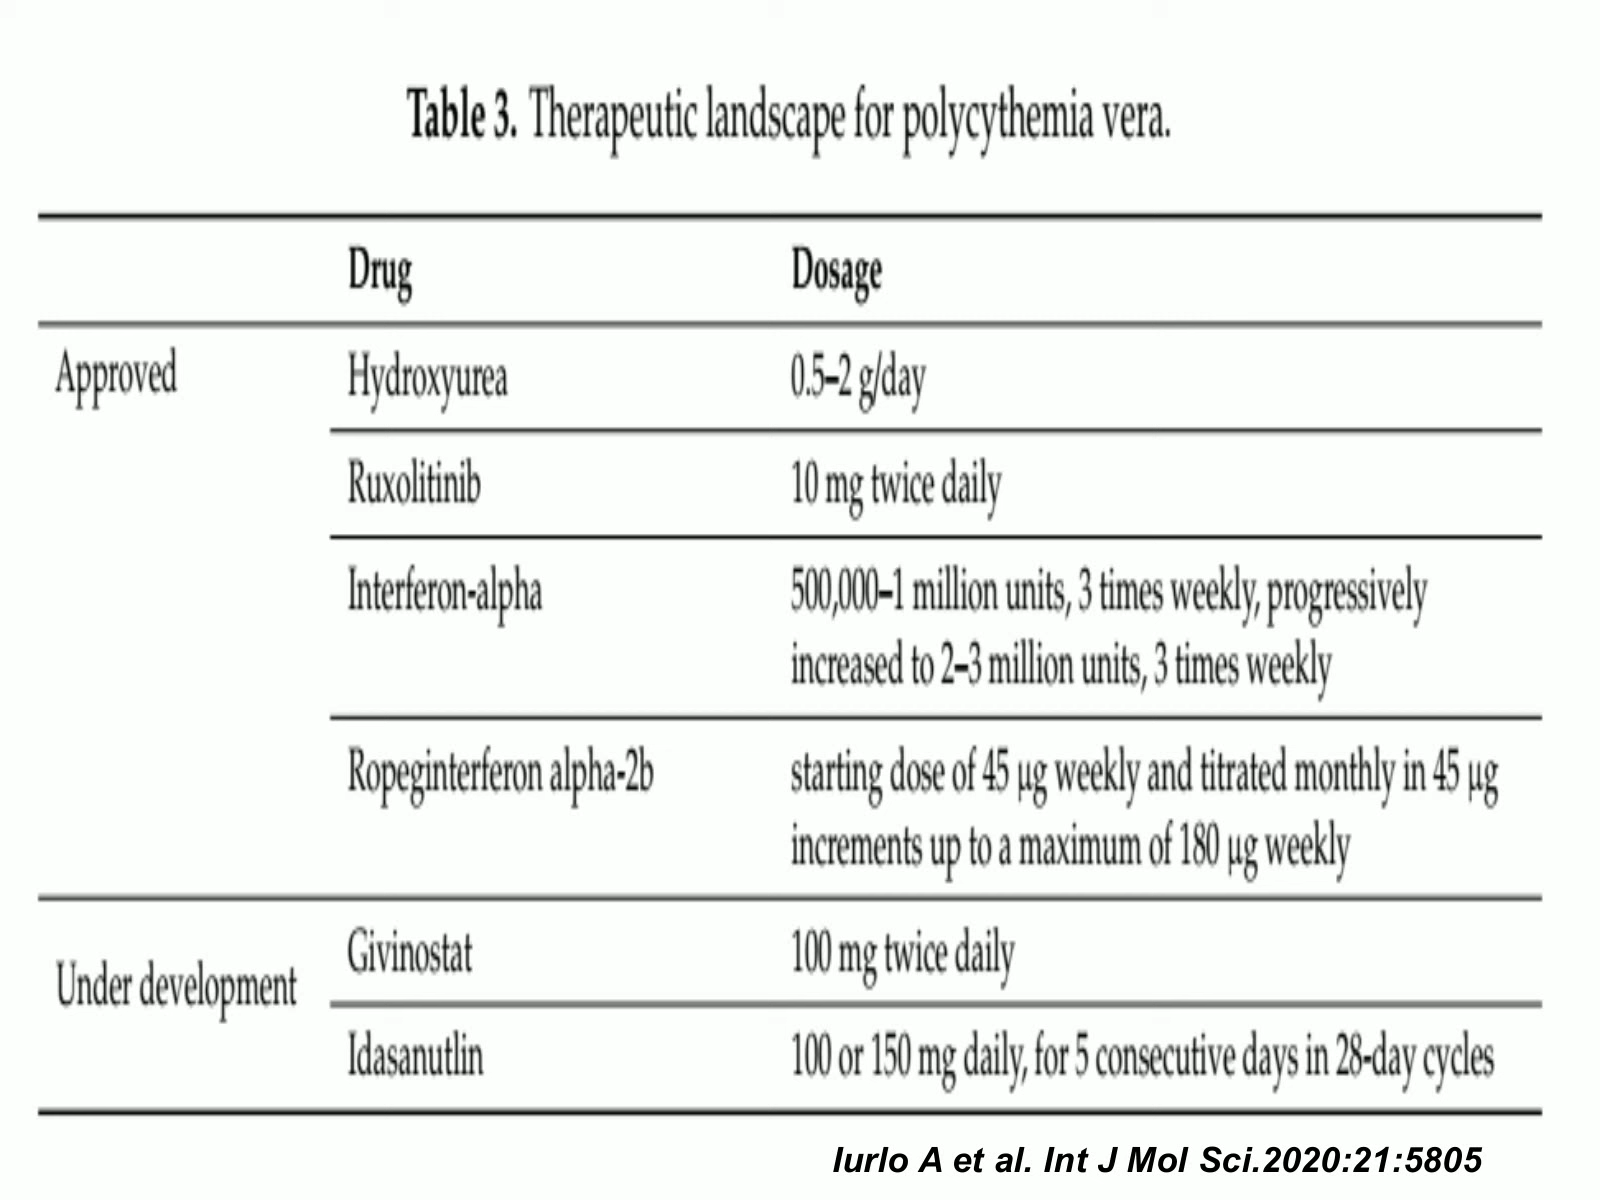 Table 3. Therapeutic landscape for polycythemia vera.
Drug Dosage
Approved Hydroxyurea 0.5–2 g/day
Ruxolitinib 10 mg twice daily
Interferon-alpha 500,000–1 million units, 3 times weekly, progressively
increased to 2–3 million units, 3 times weekly
Ropeginterferon alpha-2b starting dose of 45 µg weekly and titrated monthly in 45 µg
increments up to a maximum of 180 µg weekly
Under development
Givinostat 100 mg twice daily
Idasanutlin 100 or 150 mg daily, for 5 consecutive days in 28-day cycles
Iurlo A et al. Int J Mol Sci.2020:21:5805